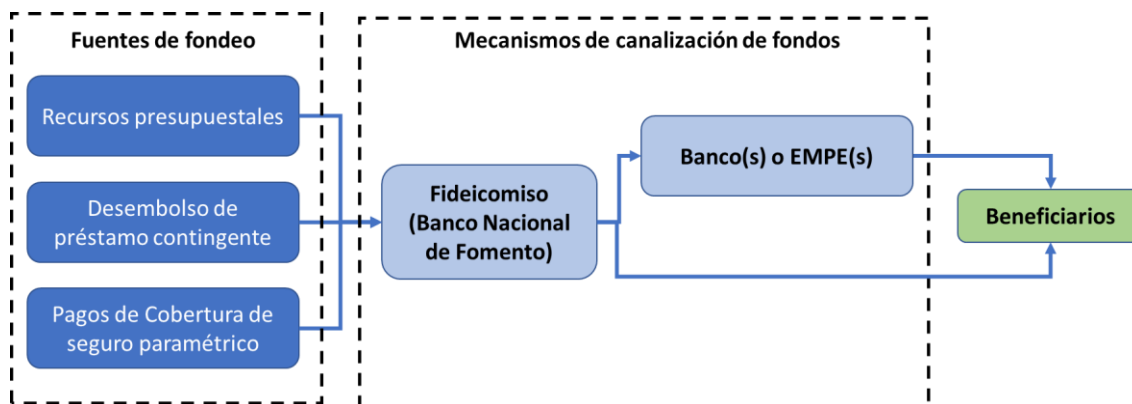 Fuentes de fondeo
Recursos presupuestales
Desembolso de
préstamo contingente
Pagos de Cobertura de
seguro paramétrico
Mecanismos de canalización de fondos
Fideicomiso
(Banco Nacional
de Fomento)
Banco(s) o EMPE(s)
Beneficiarios